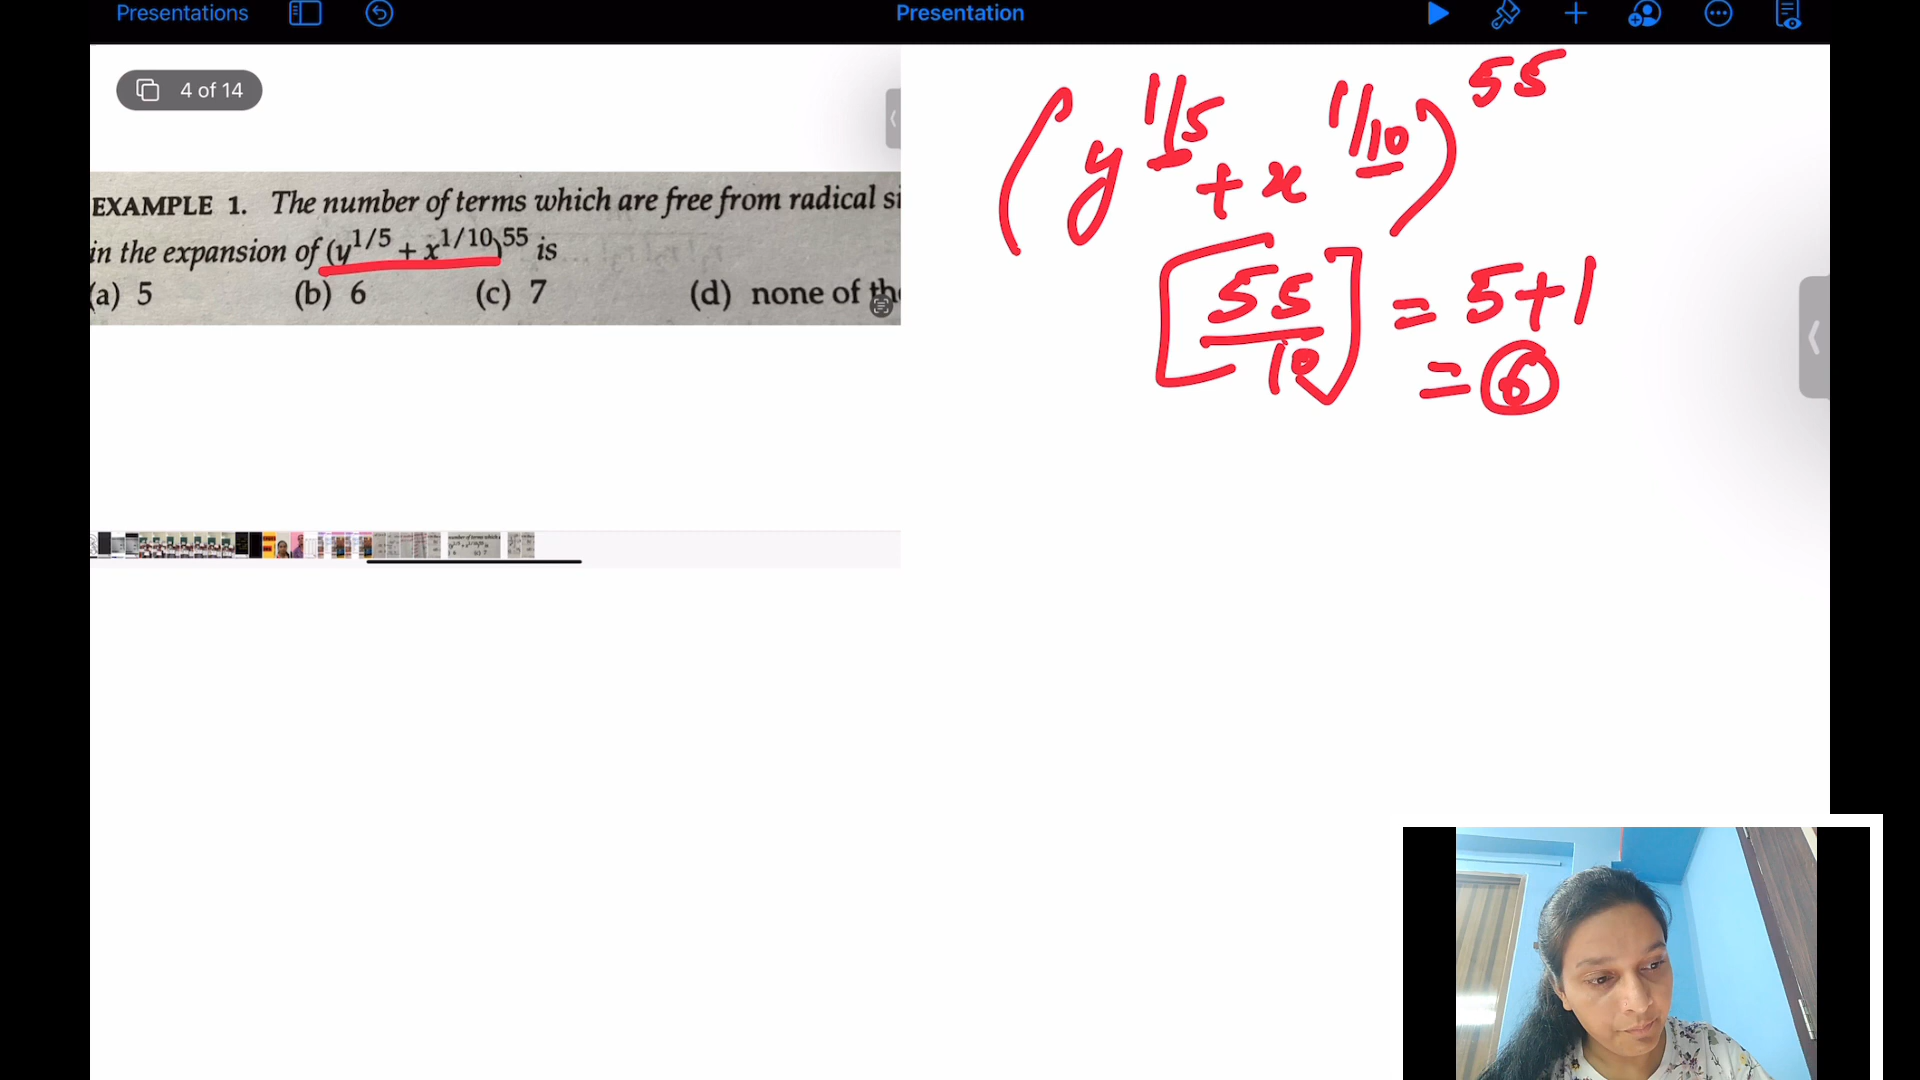 Presentations
Presentation
4 of 14
EXAMPLE 1. The number of terms which are free from radical si
in the expansion of (y^1/5 + x^1/10)^55 is
(a) 5 (b) 6 (c) 7 (d) none of the
(y^1/5 + x^1/10)^55
[55/10] = 5+1
= 6